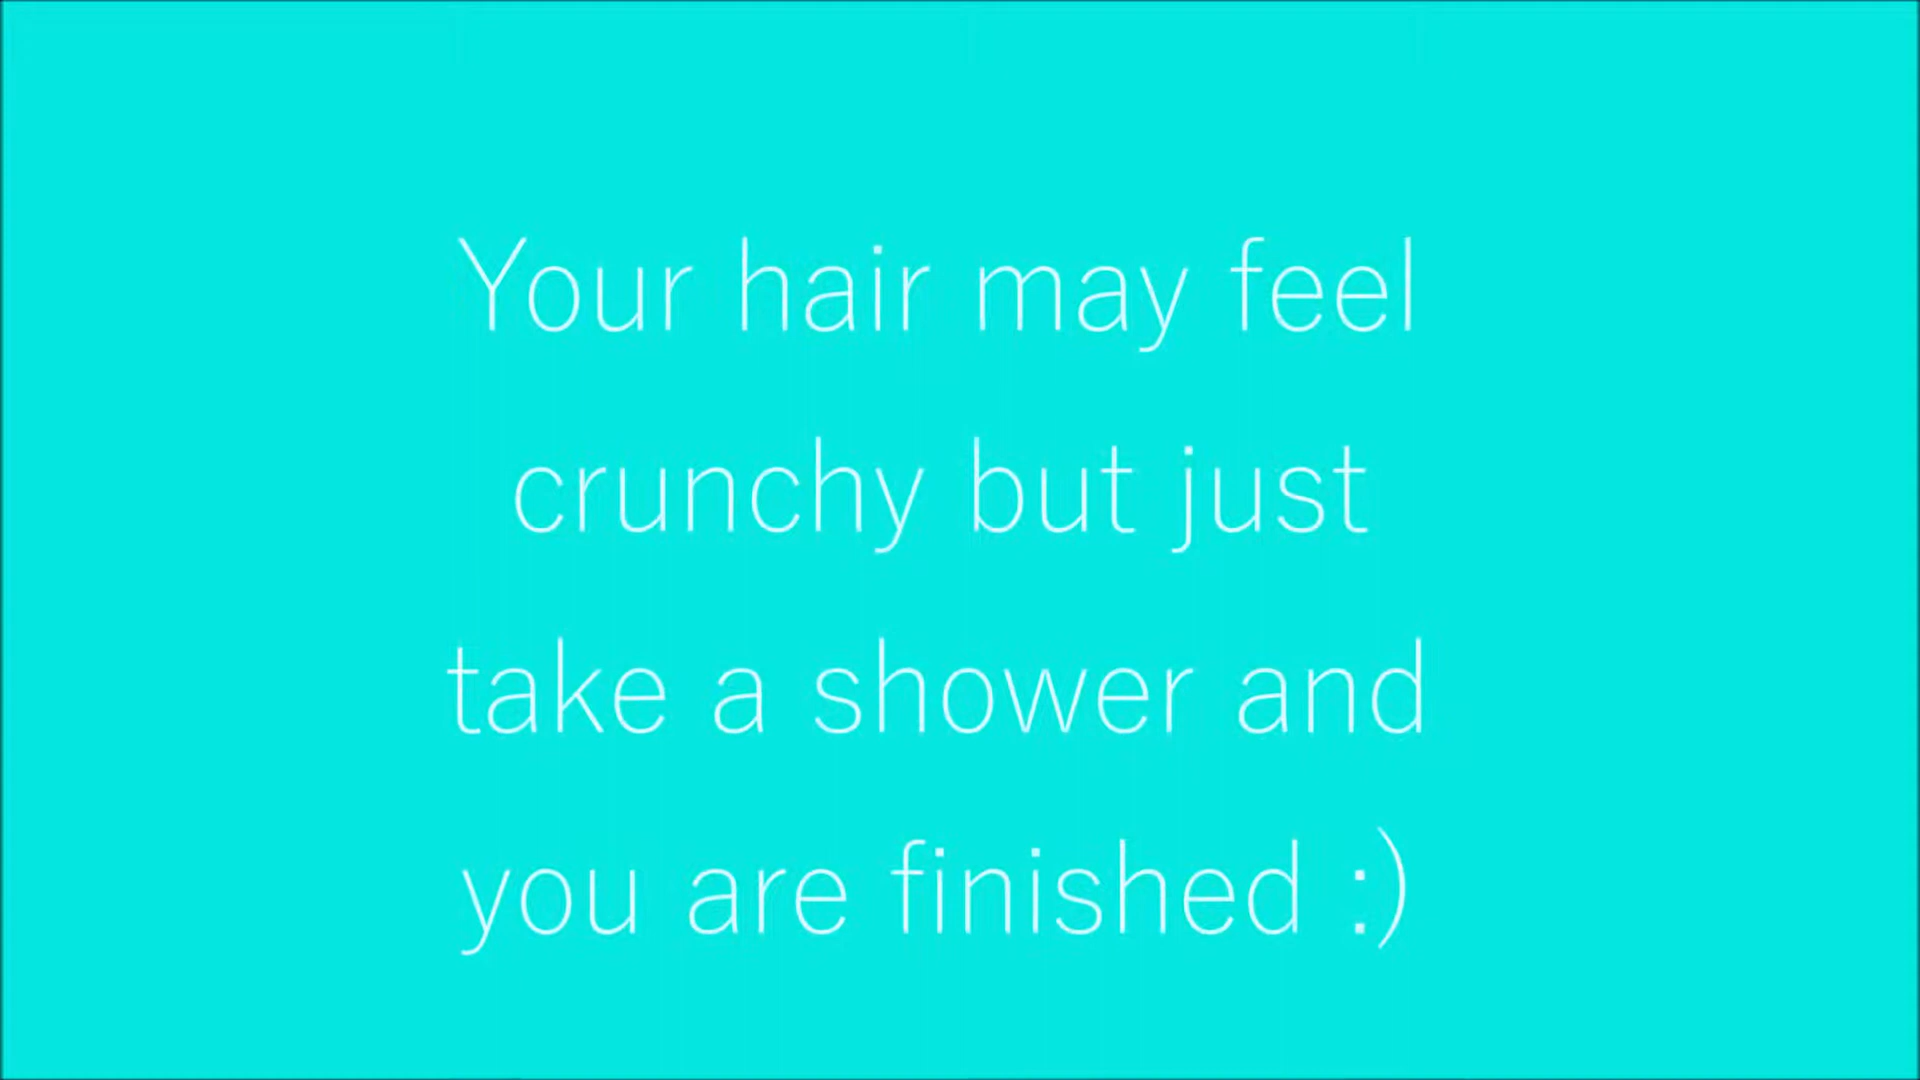 Your hair may feel
crunchy but just
take a shower and
you are finished :)